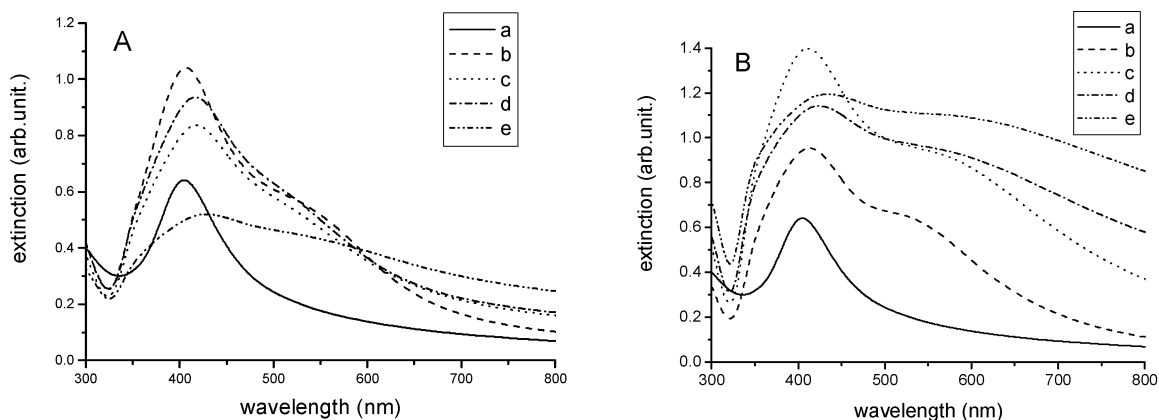 A
a
b
c
d
e
1.2
1.0
0.8
0.6
0.4
0.2
0.0
extinction (arb.unit.)
300 400 500 600 700 800
wavelength (nm)
B
a
b
c
d
e
1.4
1.2
1.0
0.8
0.6
0.4
0.2
0.0
extinction (arb.unit.)
300 400 500 600 700 800
wavelength (nm)